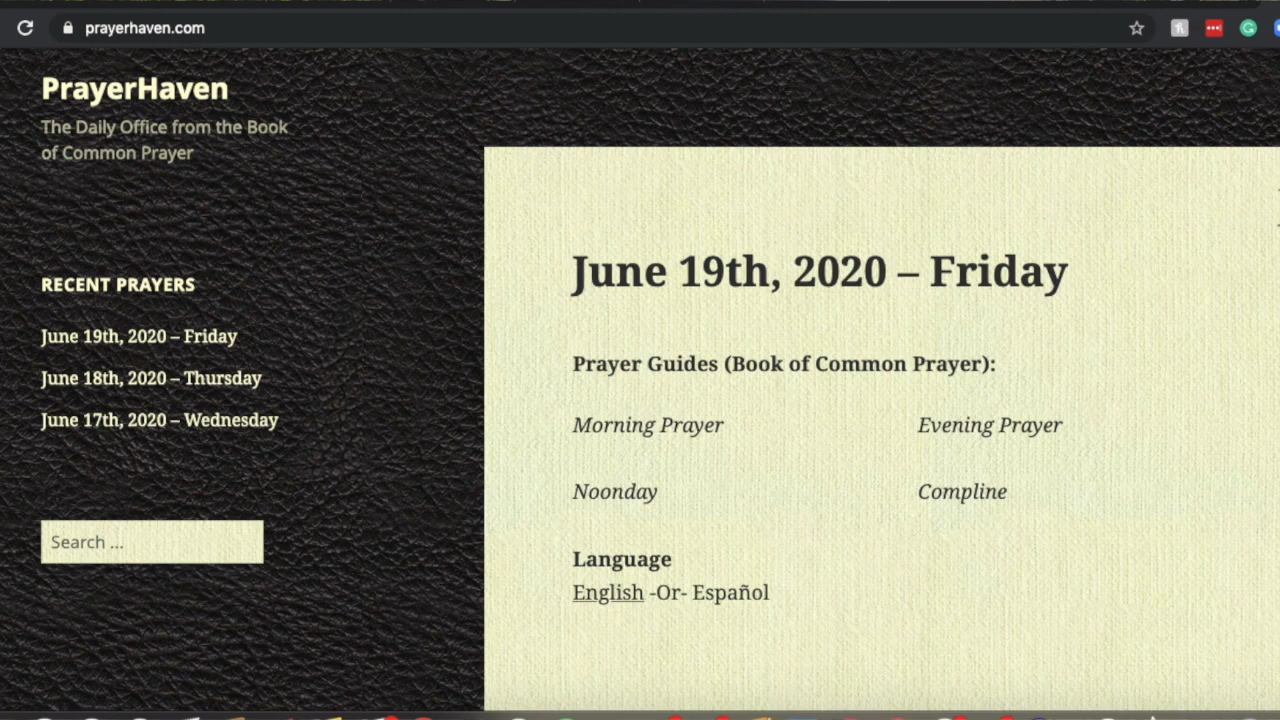 prayerhaven.com
PrayerHaven
The Daily Office from the Book
of Common Prayer
RECENT PRAYERS
June 19th, 2020 – Friday
June 18th, 2020 – Thursday
June 17th, 2020 – Wednesday
Search ...
June 19th, 2020 – Friday
Prayer Guides (Book of Common Prayer):
Morning Prayer Evening Prayer
Noonday Compline
Language
English -Or- Español